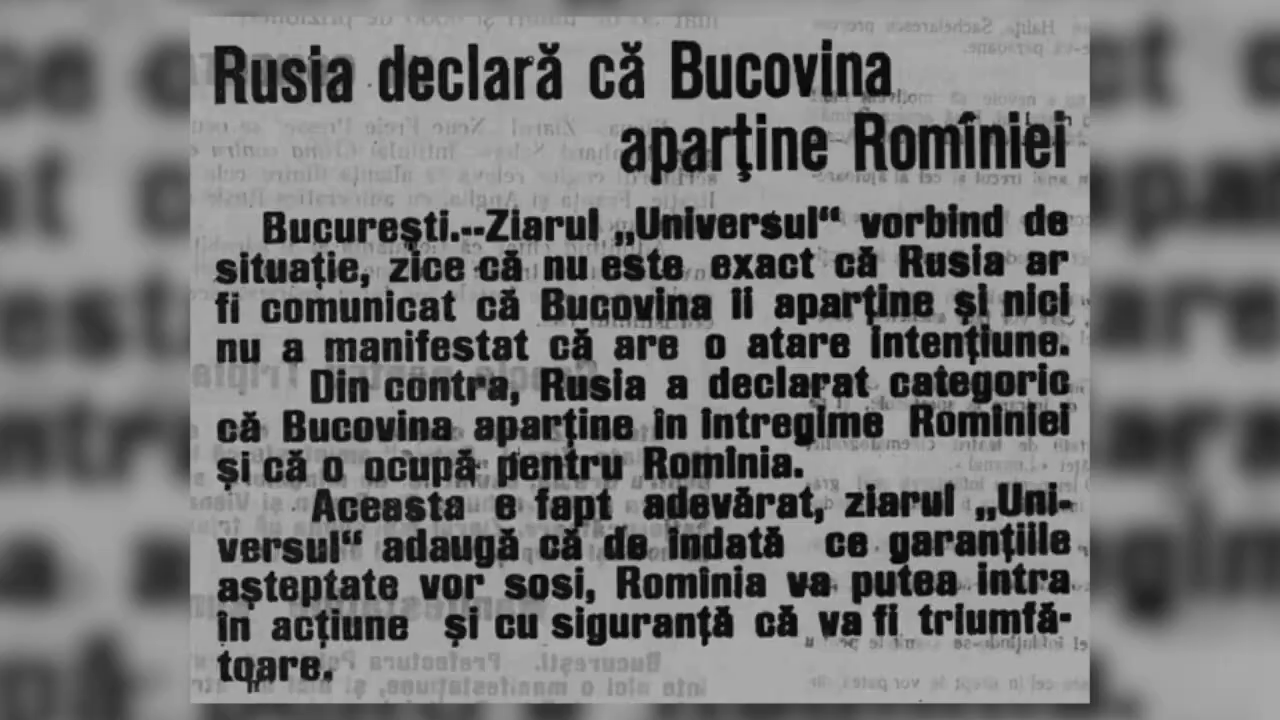 Rusia declară că Bucovina
aparţine Romîniei
Bucureşti.--Ziarul „Universul“ vorbind de
situaţie, zice că nu este exact că Rusia ar
fi comunicat că Bucovina îi aparţine şi nici
nu a manifestat că are o atare intenţiune.
Din contra, Rusia a declarat categoric
că Bucovina aparţine în întregime Romîniei
şi că o ocupă pentru Romînia.
Aceasta e fapt adevărat, ziarul „Uni-
versul“ adaugă că de îndată ce garanţiile
aşteptate vor sosi, Romînia va putea intra
în acţiune şi cu siguranţă că va fi triumfă-
toare.